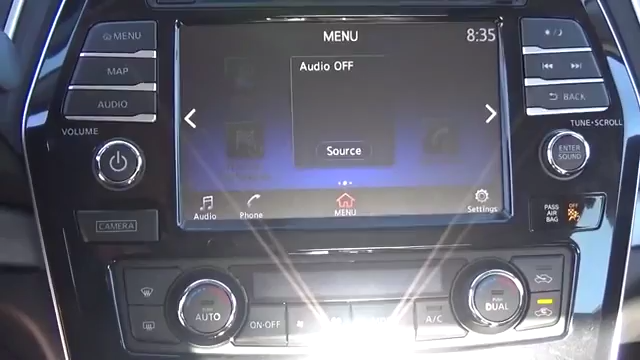 MENU
MAP
AUDIO
VOLUME
CAMERA
MENU
8:35
Audio OFF
Source
Audio
Phone
MENU
Settings
BACK
TUNE•SCROLL
ENTER
SOUND
PASS
AIR
BAG
OFF
AUTO
ON•OFF
A/C
PUSH
DUAL